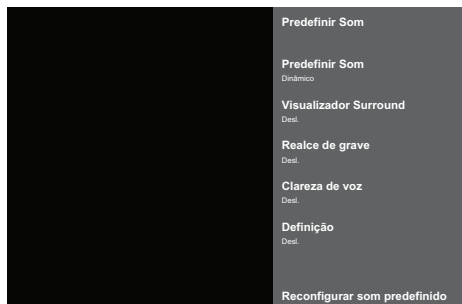 Predefinir Som
Predefinir Som
Dinâmico
Visualizador Surround
Desl.
Realce de grave
Desl.
Clareza de voz
Desl.
Definição
Desl.
Reconfigurar som predefinido